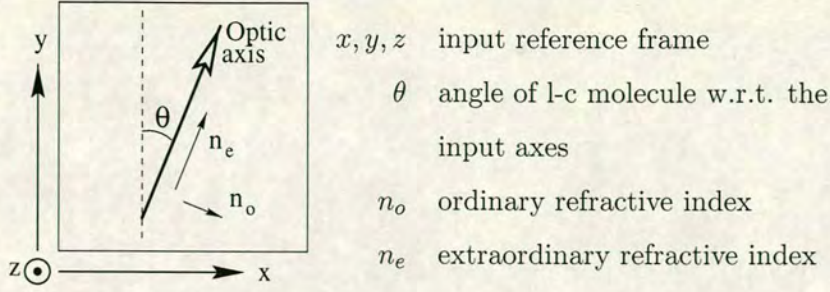 y
Optic
axis
θ
n_e
n_o
z
x
x, y, z input reference frame
θ angle of l-c molecule w.r.t. the
input axes
n_o ordinary refractive index
n_e extraordinary refractive index